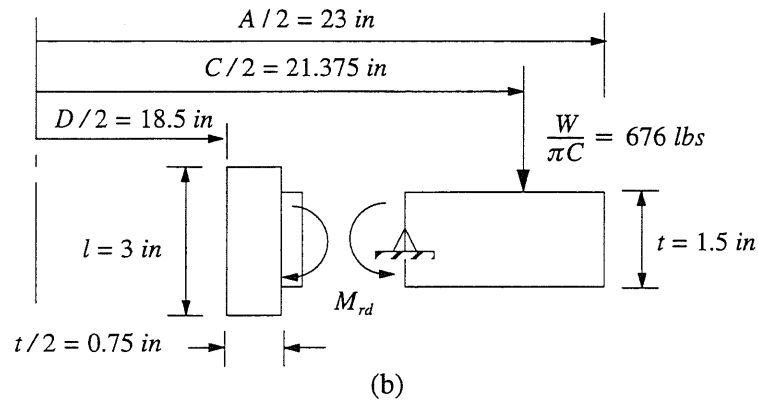 A / 2 = 23 in
C / 2 = 21.375 in
D / 2 = 18.5 in
W/πC = 676 lbs
l = 3 in
t = 1.5 in
M_rd
t / 2 = 0.75 in
(b)